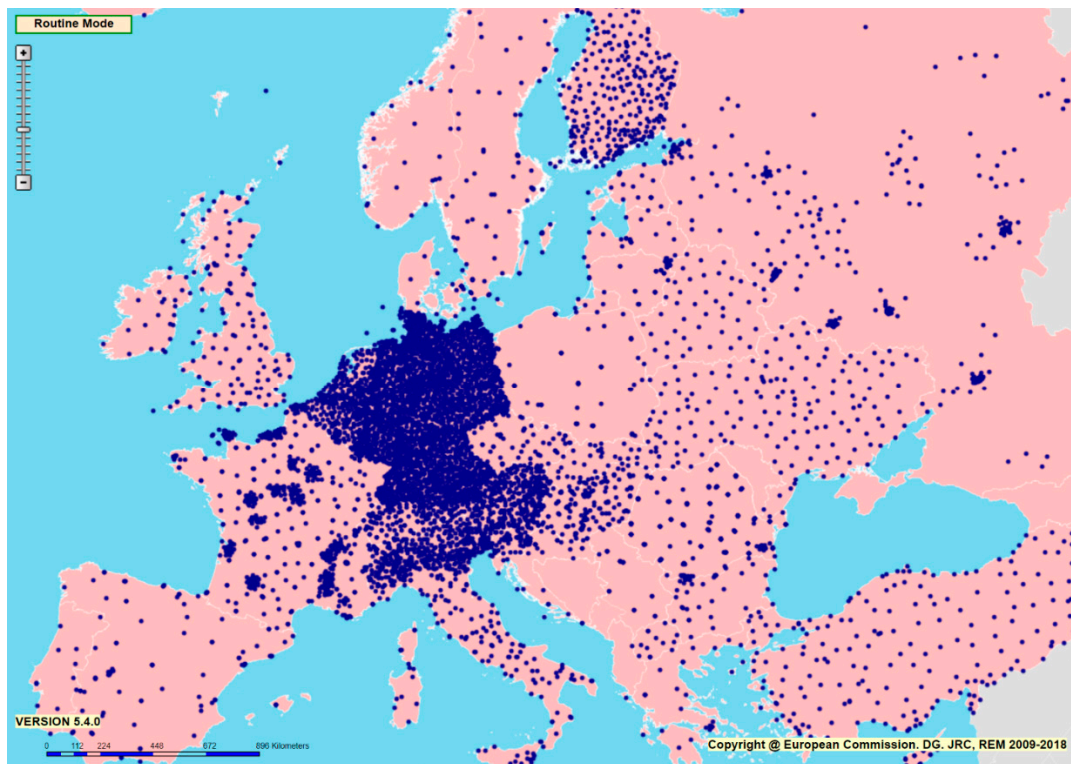 Routine Mode
+
−
VERSION 5.4.0
0 112 224 448 672 896 Kilometers
Copyright @ European Commission. DG. JRC, REM 2009-2018